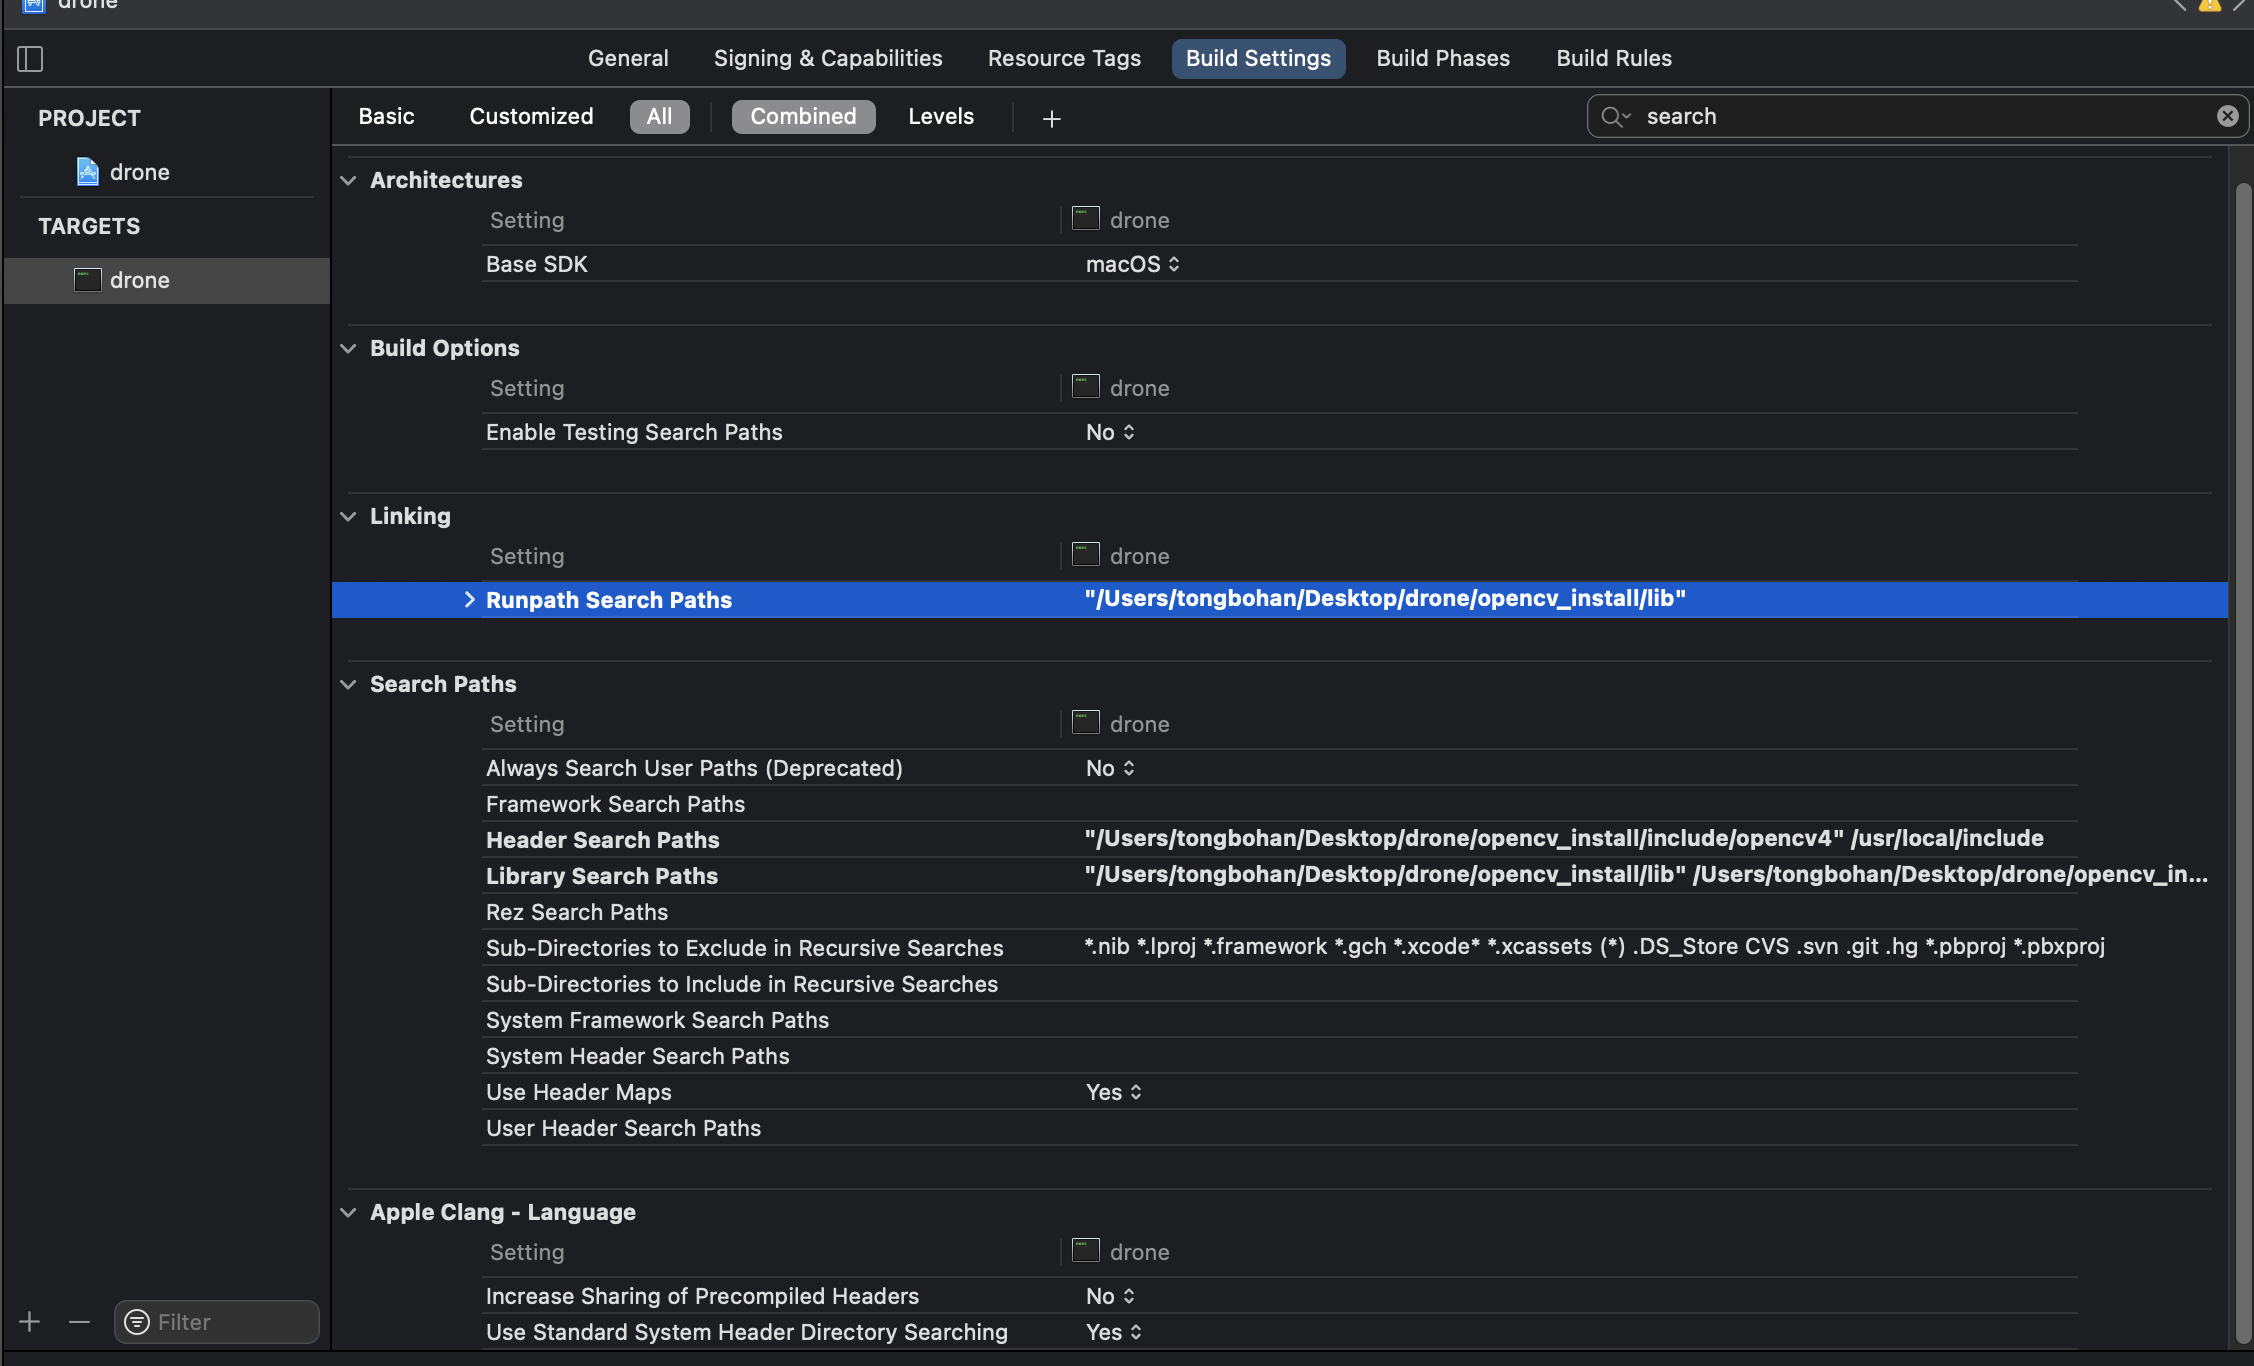 drone
General Signing & Capabilities Resource Tags Build Settings Build Phases Build Rules
PROJECT
drone
TARGETS
drone
Basic Customized All Combined Levels +
search
Architectures
Setting drone
Base SDK macOS
Build Options
Setting drone
Enable Testing Search Paths No
Linking
Setting drone
Runpath Search Paths "/Users/tongbohan/Desktop/drone/opencv_install/lib"
Search Paths
Setting drone
Always Search User Paths (Deprecated) No
Framework Search Paths
Header Search Paths "/Users/tongbohan/Desktop/drone/opencv_install/include/opencv4" /usr/local/include
Library Search Paths "/Users/tongbohan/Desktop/drone/opencv_install/lib" /Users/tongbohan/Desktop/drone/opencv_in...
Rez Search Paths
Sub-Directories to Exclude in Recursive Searches *.nib *.lproj *.framework *.gch *.xcode* *.xcassets (*) .DS_Store CVS .svn .git .hg *.pbproj *.pbxproj
Sub-Directories to Include in Recursive Searches
System Framework Search Paths
System Header Search Paths
Use Header Maps Yes
User Header Search Paths
Apple Clang - Language
Setting drone
Increase Sharing of Precompiled Headers No
Use Standard System Header Directory Searching Yes
Filter